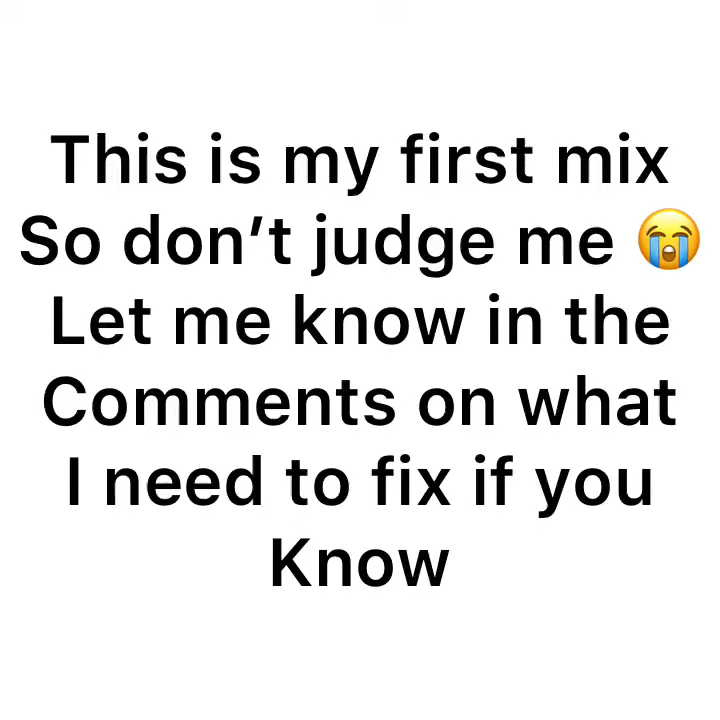 This is my first mix
So don’t judge me 😭
Let me know in the
Comments on what
I need to fix if you
Know